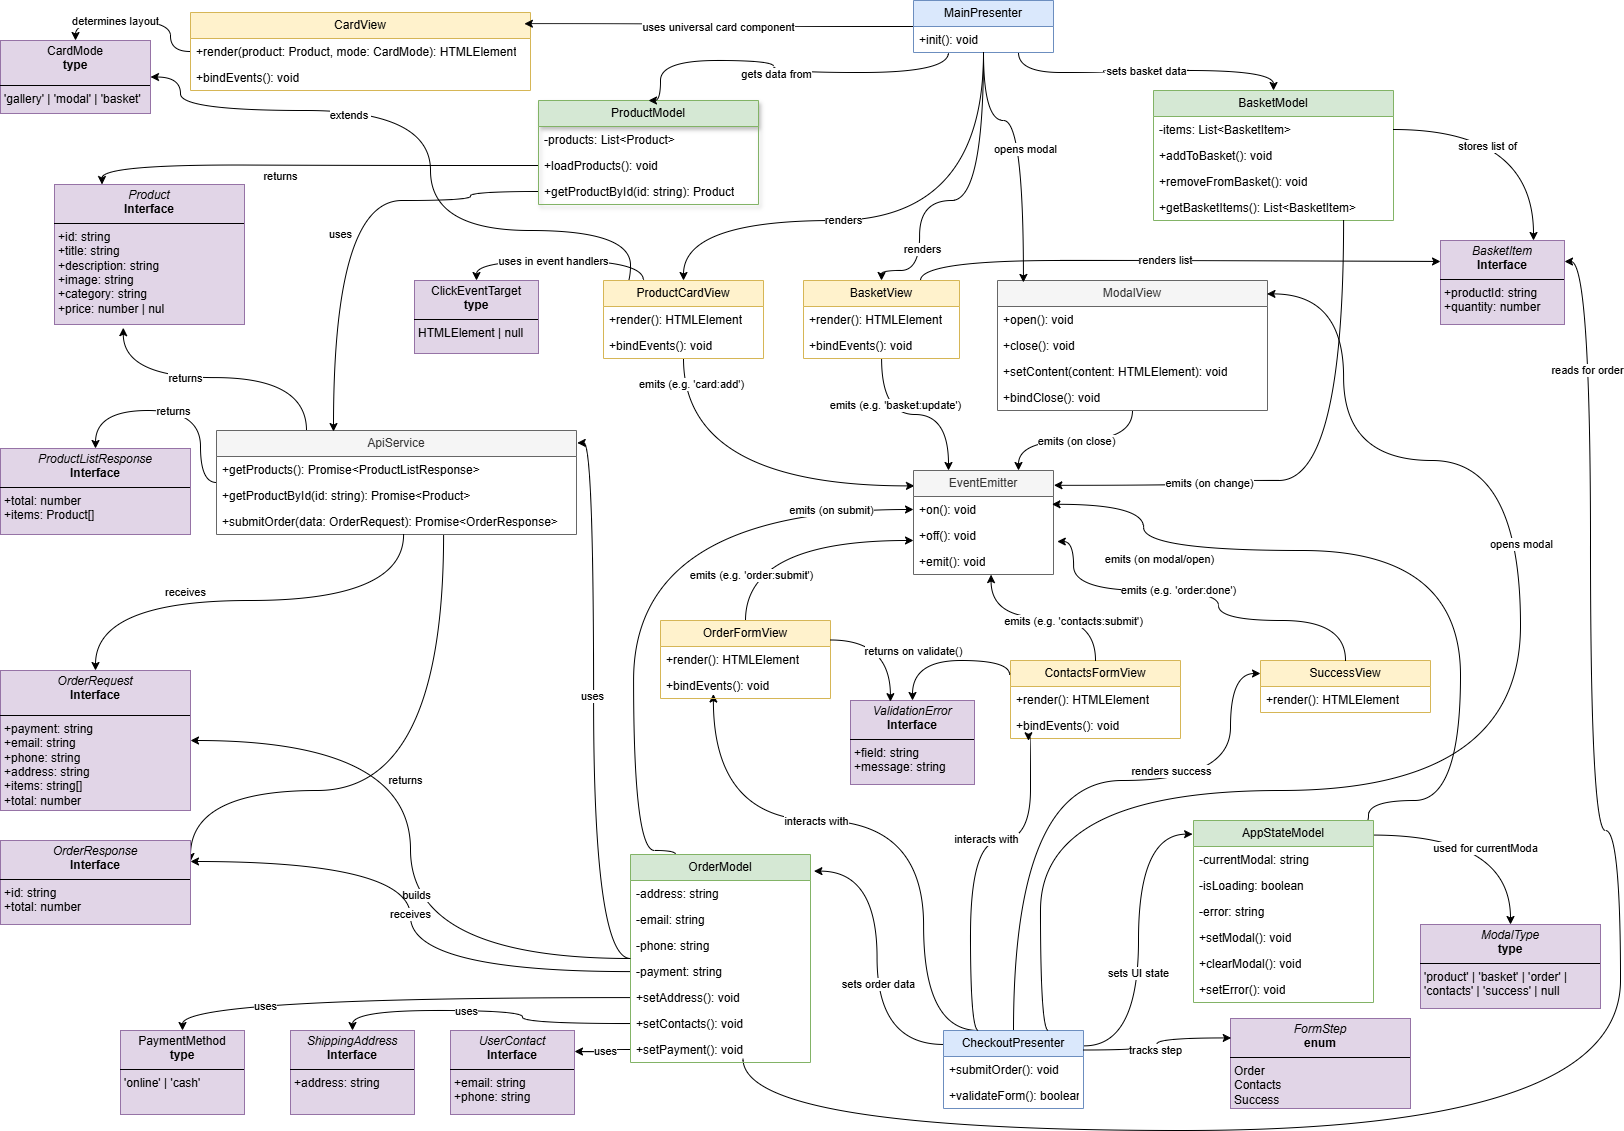 MainPresenter
+init(): void
CardView
+render(product: Product, mode: CardMode): HTMLElement
+bindEvents(): void
determines layout
uses universal card component
CardMode
type
'gallery' | 'modal' | 'basket'
extends
gets data from
sets basket data
ProductModel
-products: List<Product>
+loadProducts(): void
+getProductById(id: string): Product
BasketModel
-items: List<BasketItem>
+addToBasket(): void
+removeFromBasket(): void
+getBasketItems(): List<BasketItem>
opens modal
stores list of
returns
Product
Interface
+id: string
+title: string
+description: string
+image: string
+category: string
+price: number | nul
uses
renders
renders
uses in event handlers
renders list
BasketItem
Interface
+productId: string
+quantity: number
ClickEventTarget
type
HTMLElement | null
ProductCardView
+render(): HTMLElement
+bindEvents(): void
BasketView
+render(): HTMLElement
+bindEvents(): void
ModalView
+open(): void
+close(): void
+setContent(content: HTMLElement): void
+bindClose(): void
returns
emits (e.g. 'card:add')
emits (e.g. 'basket:update')
reads for order
returns
emits (on close)
ProductListResponse
Interface
+total: number
+items: Product[]
ApiService
+getProducts(): Promise<ProductListResponse>
+getProductById(id: string): Promise<Product>
+submitOrder(data: OrderRequest): Promise<OrderResponse>
EventEmitter
+on(): void
+off(): void
+emit(): void
emits (on change)
emits (on submit)
opens modal
emits (on modal/open)
emits (e.g. 'order:submit')
emits (e.g. 'order:done')
receives
emits (e.g. 'contacts:submit')
OrderFormView
+render(): HTMLElement
+bindEvents(): void
returns on validate()
ContactsFormView
+render(): HTMLElement
+bindEvents(): void
SuccessView
+render(): HTMLElement
OrderRequest
Interface
+payment: string
+email: string
+phone: string
+address: string
+items: string[]
+total: number
uses
ValidationError
Interface
+field: string
+message: string
renders success
returns
interacts with
interacts with
OrderResponse
Interface
+id: string
+total: number
builds
receives
OrderModel
-address: string
-email: string
-phone: string
-payment: string
+setAddress(): void
+setContacts(): void
+setPayment(): void
AppStateModel
-currentModal: string
-isLoading: boolean
-error: string
+setModal(): void
+clearModal(): void
+setError(): void
used for currentModa
ModalType
type
'product' | 'basket' | 'order' |
'contacts' | 'success' | null
sets order data
sets UI state
uses
uses
uses
PaymentMethod
type
'online' | 'cash'
ShippingAddress
Interface
+address: string
UserContact
Interface
+email: string
+phone: string
CheckoutPresenter
+submitOrder(): void
+validateForm(): boolear
tracks step
FormStep
enum
Order
Contacts
Success